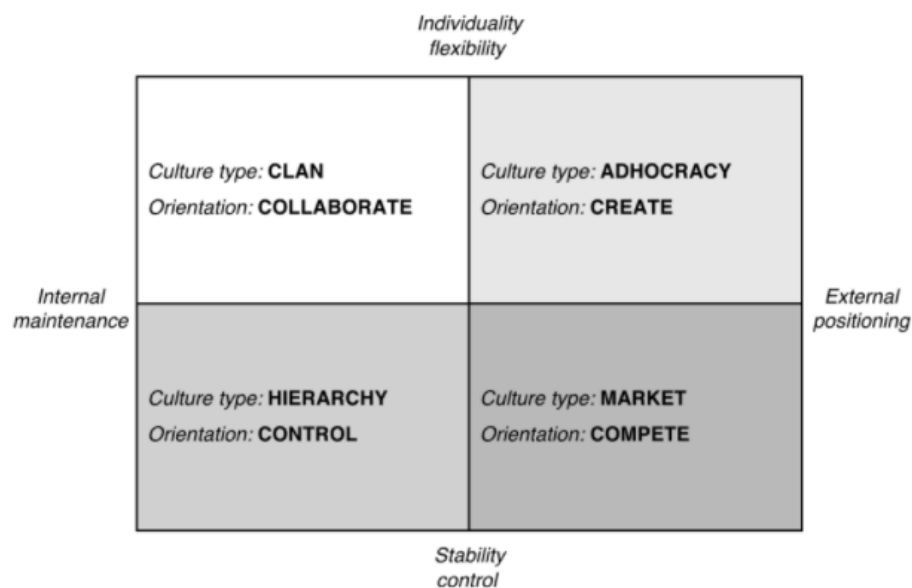 Individuality
flexibility
Culture type: CLAN
Orientation: COLLABORATE
Culture type: ADHOCRACY
Orientation: CREATE
Internal
maintenance
External
positioning
Culture type: HIERARCHY
Orientation: CONTROL
Culture type: MARKET
Orientation: COMPETE
Stability
control